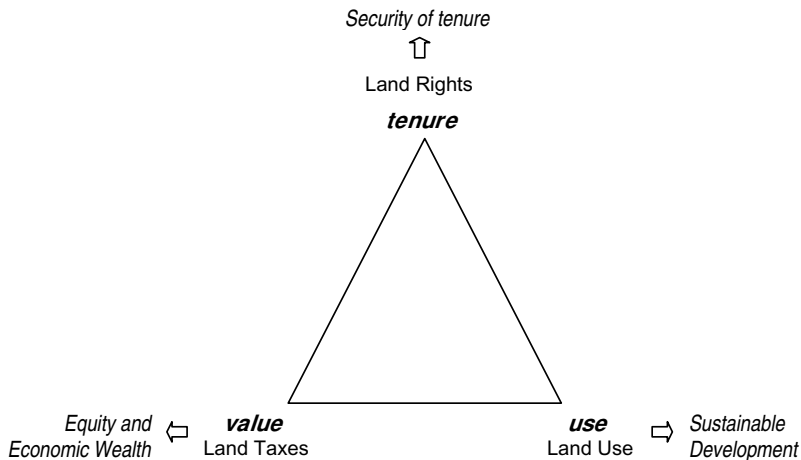 Security of tenure
Land Rights
tenure
Equity and
Economic Wealth
value
Land Taxes
use
Land Use
Sustainable
Development